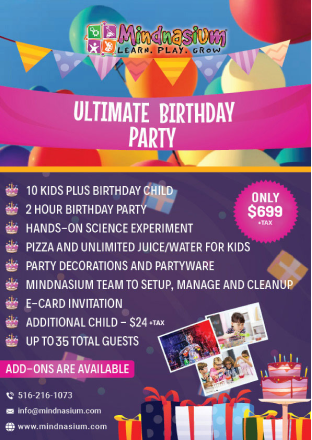 Mindnasium
LEARN. PLAY. GROW
ULTIMATE BIRTHDAY
PARTY
10 KIDS PLUS BIRTHDAY CHILD
2 HOUR BIRTHDAY PARTY
HANDS-ON SCIENCE EXPERIMENT
PIZZA AND UNLIMITED JUICE/WATER FOR KIDS
PARTY DECORATIONS AND PARTYWARE
MINDNASIUM TEAM TO SETUP, MANAGE AND CLEANUP
E-CARD INVITATION
ADDITIONAL CHILD - $24 +TAX
UP TO 35 TOTAL GUESTS
ONLY
$699
+TAX
ADD-ONS ARE AVAILABLE
516-216-1073
info@mindnasium.com
www.mindnasium.com